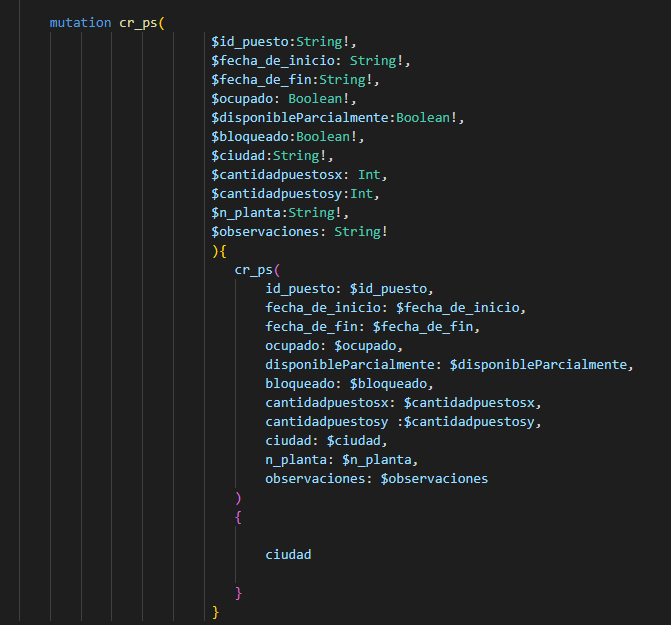 mutation cr_ps(
$id_puesto:String!,
$fecha_de_inicio: String!,
$fecha_de_fin:String!,
$ocupado: Boolean!,
$disponibleParcialmente:Boolean!,
$bloqueado:Boolean!,
$ciudad:String!,
$cantidadpuestosx: Int,
$cantidadpuestosy:Int,
$n_planta:String!,
$observaciones: String!
){
cr_ps(
id_puesto: $id_puesto,
fecha_de_inicio: $fecha_de_inicio,
fecha_de_fin: $fecha_de_fin,
ocupado: $ocupado,
disponibleParcialmente: $disponibleParcialmente,
bloqueado: $bloqueado,
cantidadpuestosx: $cantidadpuestosx,
cantidadpuestosy :$cantidadpuestosy,
ciudad: $ciudad,
n_planta: $n_planta,
observaciones: $observaciones
)
{
ciudad
}
}